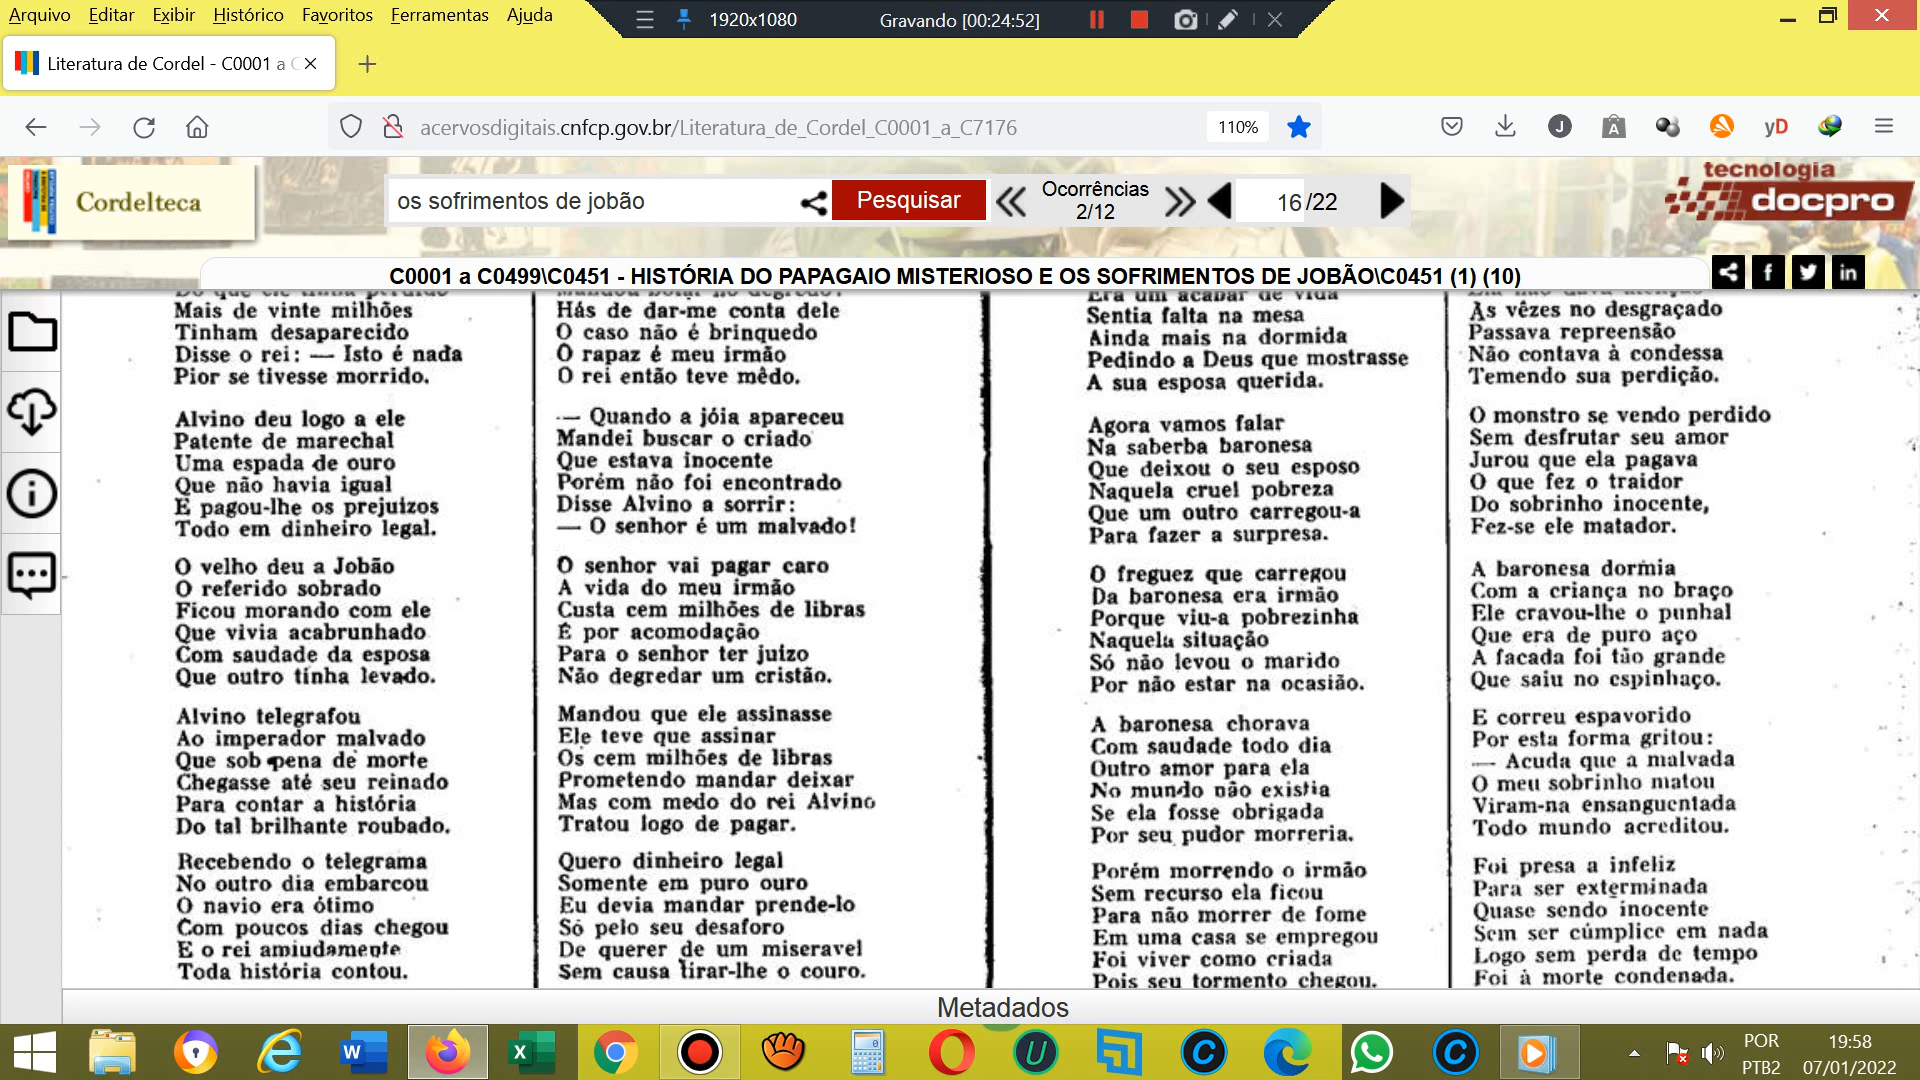 Arquivo Editar Exibir Histórico Favoritos Ferramentas Ajuda
1920x1080 Gravando [00:24:52]
Literatura de Cordel - C0001 a C
acervosdigitais.cnfcp.gov.br/Literatura_de_Cordel_C0001_a_C7176
110%
J A yD
Cordelteca
os sofrimentos de jobão
Pesquisar
Ocorrências
2/12
16 /22
tecnologia
docpro
C0001 a C0499\C0451 - HISTÓRIA DO PAPAGAIO MISTERIOSO E OS SOFRIMENTOS DE JOBÃO\C0451 (1) (10)
Do que ele tinha perdido
Mais de vinte milhões
Tinham desaparecido
Disse o rei: — Isto é nada
Pior se tivesse morrido.
Alvino deu logo a ele
Patente de marechal
Uma espada de ouro
Que não havia igual
E pagou-lhe os prejuizos
Todo em dinheiro legal.
O velho deu a Jobão
O referido sobrado
Ficou morando com ele
Que vivia acabrunhado
Com saudade da esposa
Que outro tinha levado.
Alvino telegrafou
Ao imperador malvado
Que sob pena de morte
Chegasse até seu reinado
Para contar a história
Do tal brilhante roubado.
Recebendo o telegrama
No outro dia embarcou
O navio era ótimo
Com poucos dias chegou
E o rei amiudamente
Toda história contou.
Mandou botar no degredo!
Hás de dar-me conta dele
O caso não é brinquedo
O rapaz é meu irmão
O rei então teve mêdo.
— Quando a jóia apareceu
Mandei buscar o criado
Que estava inocente
Porém não foi encontrado
Disse Alvino a sorrir:
— O senhor é um malvado!
O senhor vai pagar caro
A vida do meu irmão
Custa cem milhões de libras
É por acomodação
Para o senhor ter juizo
Não degredar um cristão.
Mandou que ele assinasse
Ele teve que assinar
Os cem milhões de libras
Prometendo mandar deixar
Mas com medo do rei Alvino
Tratou logo de pagar.
Quero dinheiro legal
Somente em puro ouro
Eu devia mandar prende-lo
Só pelo seu desaforo
De querer de um miseravel
Sem causa tirar-lhe o couro.
Era um acabar de vida
Sentia falta na mesa
Ainda mais na dormida
Pedindo a Deus que mostrasse
A sua esposa querida.
Agora vamos falar
Na saberba baronesa
Que deixou o seu esposo
Naquela cruel pobreza
Que um outro carregou-a
Para fazer a surpresa.
O freguez que carregou
Da baronesa era irmão
Porque viu-a pobrezinha
Naquela situação
Só não levou o marido
Por não estar na ocasião.
A baronesa chorava
Com saudade todo dia
Outro amor para ela
No mundo não existia
Se ela fosse obrigada
Por seu pudor morreria.
Porém morrendo o irmão
Sem recurso ela ficou
Para não morrer de fome
Em uma casa se empregou
Foi viver como criada
Pois seu tormento chegou.
Ela não dava atenção
Às vêzes no desgraçado
Passava repreensão
Não contava à condessa
Temendo sua perdição.
O monstro se vendo perdido
Sem desfrutar seu amor
Jurou que ela pagava
O que fez o traidor
Do sobrinho inocente,
Fez-se ele matador.
A baronesa dormia
Com a criança no braço
Ele cravou-lhe o punhal
Que era de puro aço
A facada foi tão grande
Que saiu no espinhaço.
E correu espavorido
Por esta forma gritou:
— Acuda que a malvada
O meu sobrinho matou
Viram-na ensanguentada
Todo mundo acreditou.
Foi presa a infeliz
Para ser exterminada
Quase sendo inocente
Sem ser cúmplice em nada
Logo sem perda de tempo
Foi à morte condenada.
Metadados
POR
PTB2
19:58
07/01/2022